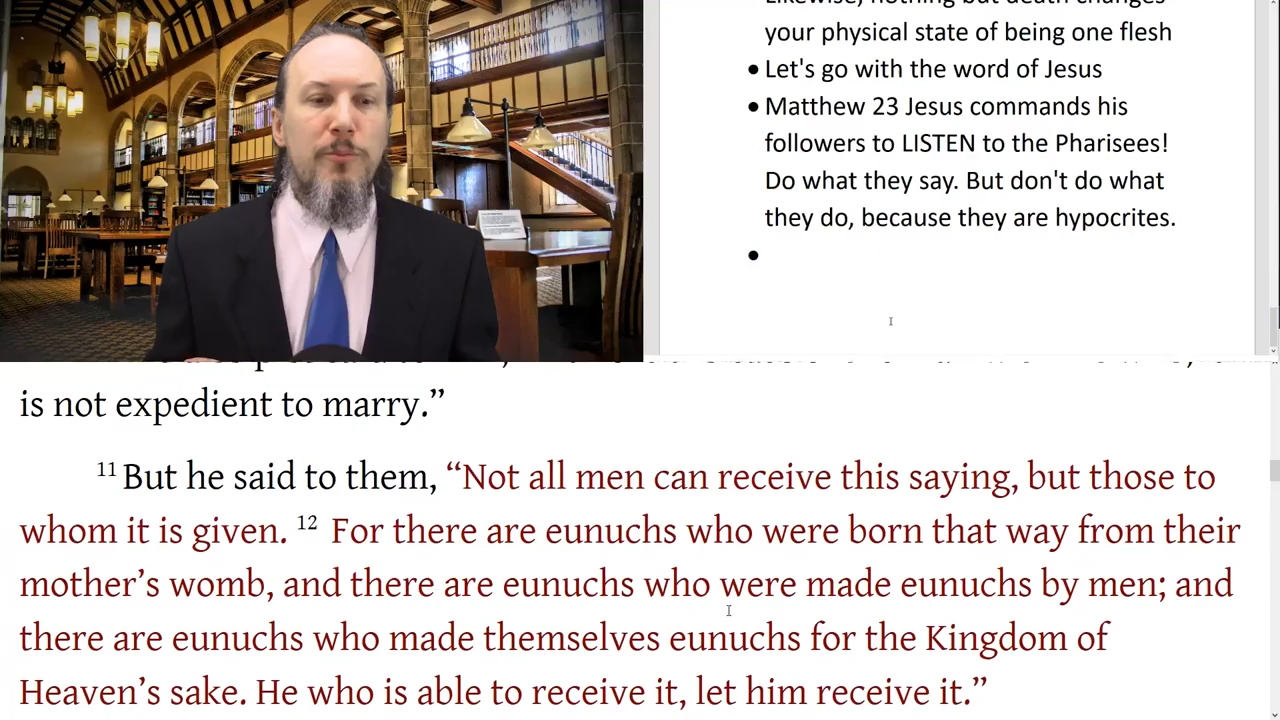 Likewise, nothing but death changes
your physical state of being one flesh
• Let's go with the word of Jesus
• Matthew 23 Jesus commands his
followers to LISTEN to the Pharisees!
Do what they say. But don't do what
they do, because they are hypocrites.
•
is not expedient to marry.”
11 But he said to them, “Not all men can receive this saying, but those to
whom it is given. 12 For there are eunuchs who were born that way from their
mother’s womb, and there are eunuchs who were made eunuchs by men; and
there are eunuchs who made themselves eunuchs for the Kingdom of
Heaven’s sake. He who is able to receive it, let him receive it.”